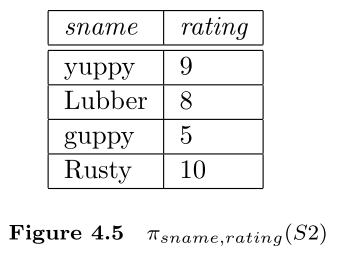 sname rating
yuppy 9
Lubber 8
guppy 5
Rusty 10
Figure 4.5 π_{sname,rating}(S2)